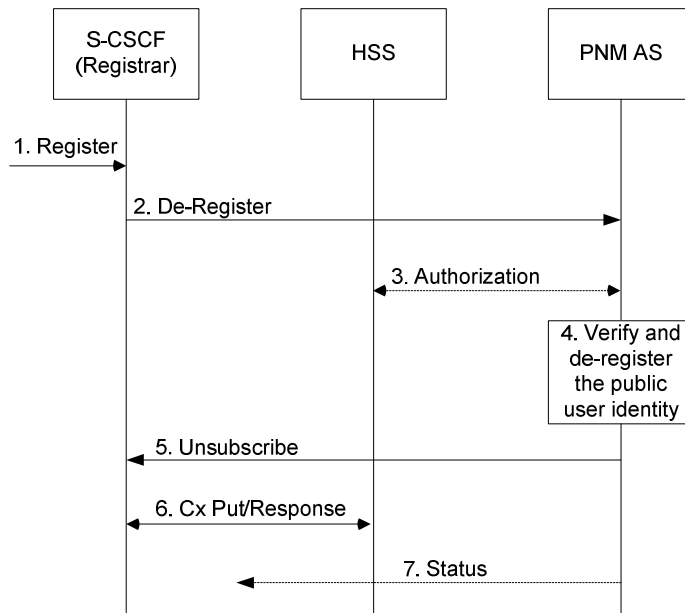 S-CSCF
(Registrar)
HSS
PNM AS
1. Register
2. De-Register
3. Authorization
4. Verify and
de-register
the public
user identity
5. Unsubscribe
6. Cx Put/Response
7. Status